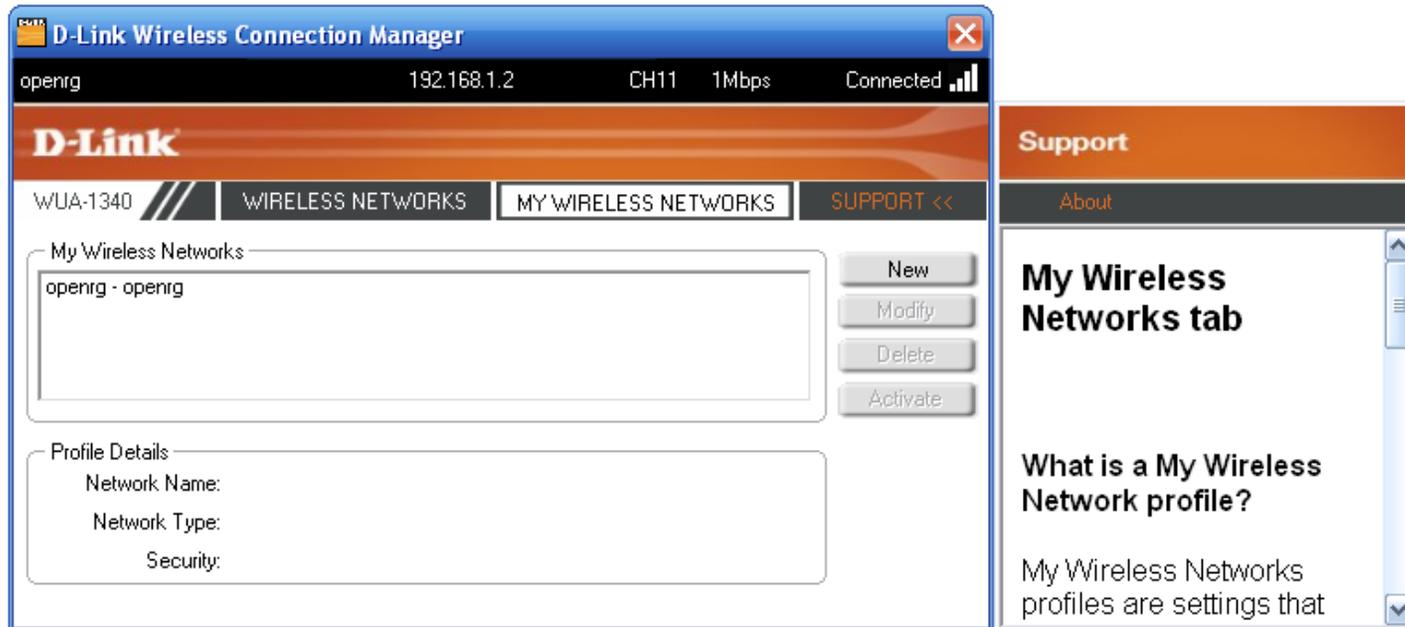 D-Link Wireless Connection Manager
openrg 192.168.1.2 CH11 1Mbps Connected
D-Link
WUA-1340 WIRELESS NETWORKS MY WIRELESS NETWORKS SUPPORT <<
My Wireless Networks
openrg - openrg
New
Modify
Delete
Activate
Profile Details
Network Name:
Network Type:
Security:
Support
About
My Wireless
Networks tab
What is a My Wireless
Network profile?
My Wireless Networks
profiles are settings that